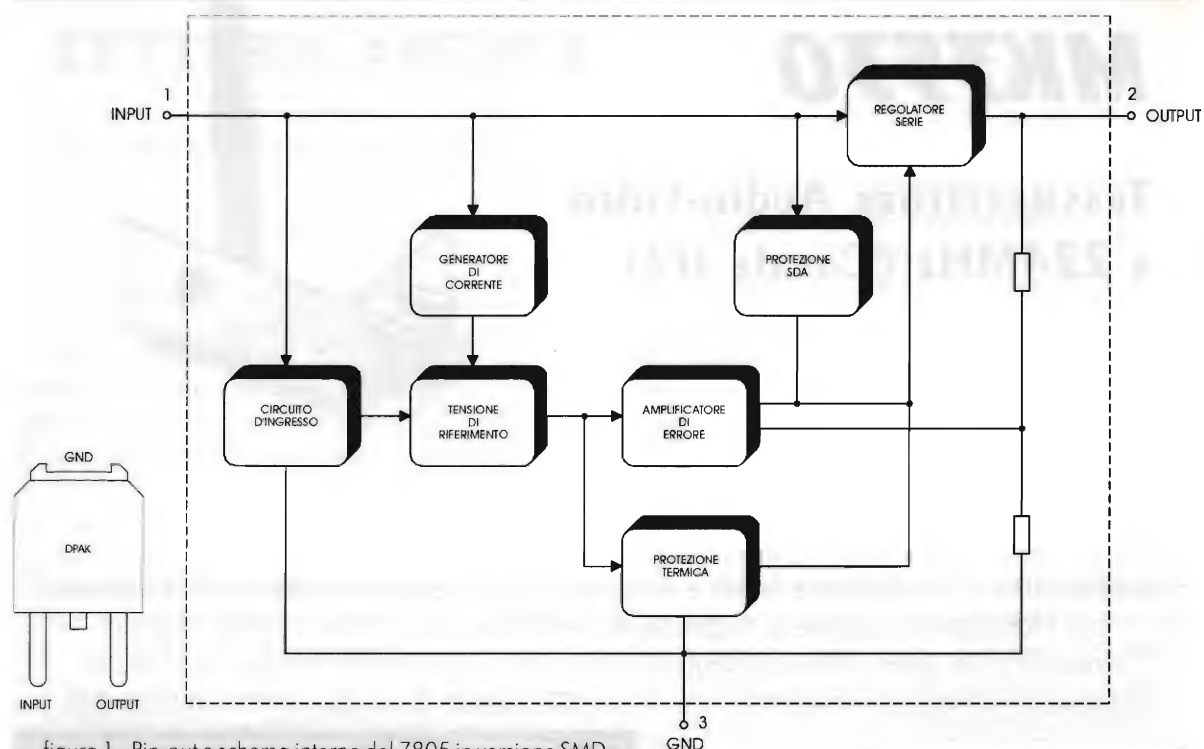 1
INPUT
REGOLATORE
SERIE
2
OUTPUT
GENERATORE
DI
CORRENTE
PROTEZIONE
SDA
CIRCUITO
D'INGRESSO
TENSIONE
DI
RIFERIMENTO
AMPLIFICATORE
DI
ERRORE
PROTEZIONE
TERMICA
GND
DPAK
INPUT
OUTPUT
3
GND
figura 1 - Pin-out e schema interno del 7805 in versione SMD